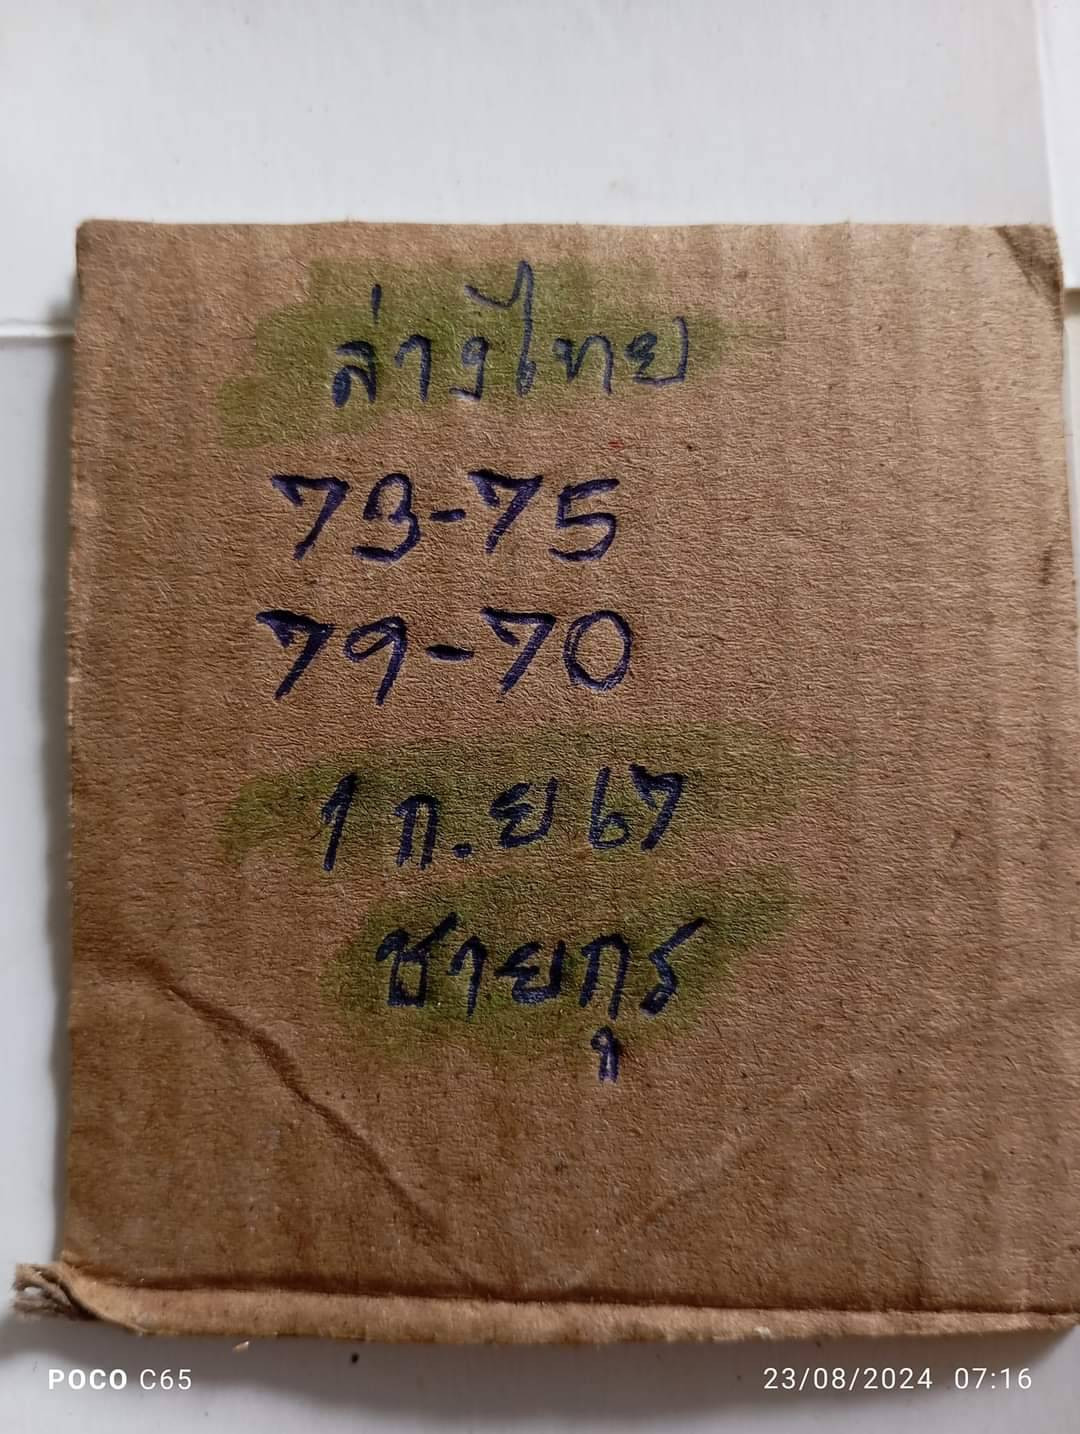 ล่างไทย
73-75
79-70
1 ก.ย 67
ชายกุร
POCO C65
23/08/2024 07:16